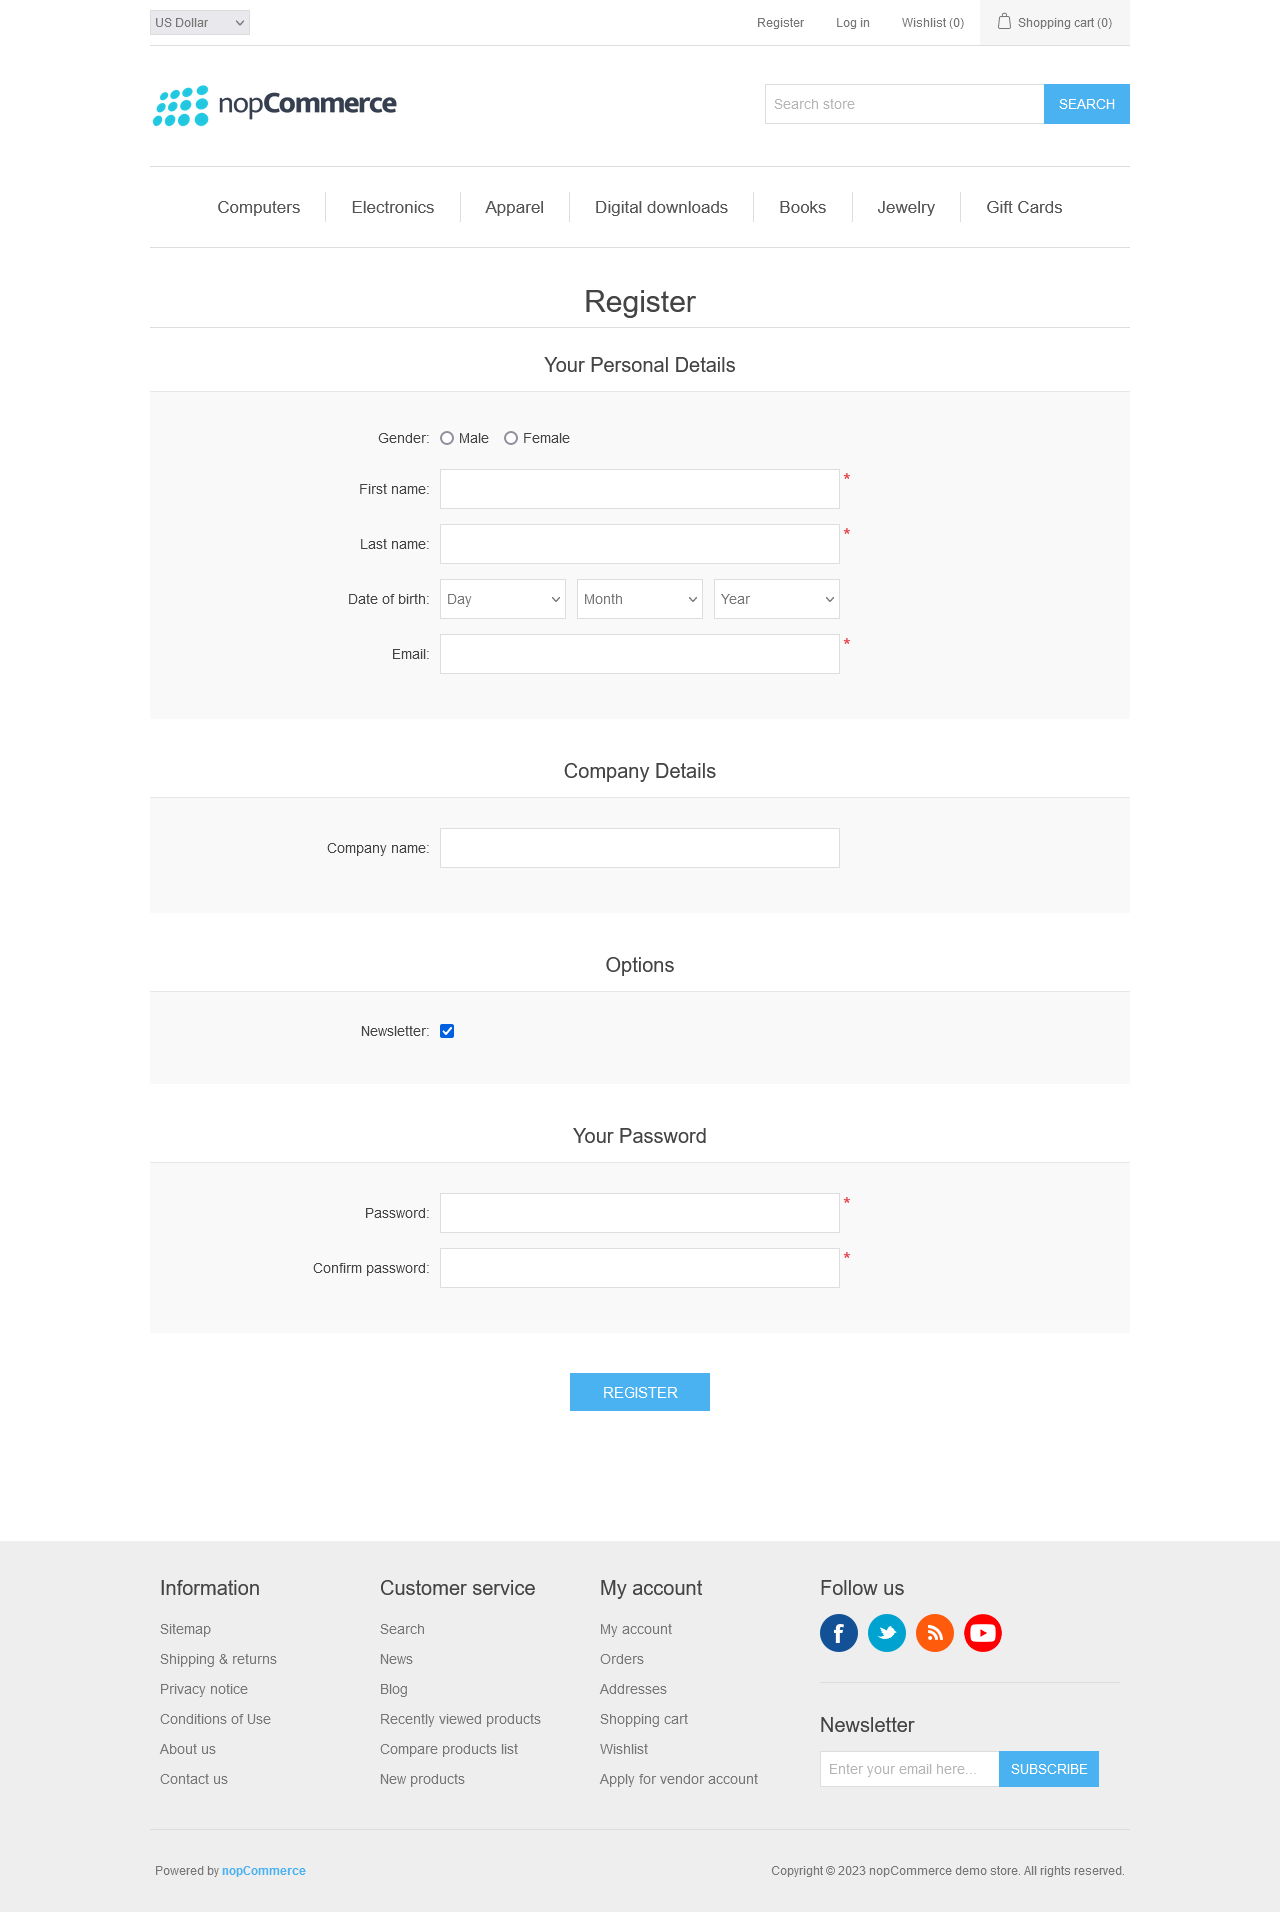 US Dollar Register Log in Wishlist (0) Shopping cart (0)
nopCommerce Search store SEARCH
Computers Electronics Apparel Digital downloads Books Jewelry Gift Cards
Register
Your Personal Details
Gender: Male Female
First name: *
Last name: *
Date of birth: Day Month Year
Email: *
Company Details
Company name:
Options
Newsletter:
Your Password
Password: *
Confirm password: *
REGISTER
Information
Sitemap
Shipping & returns
Privacy notice
Conditions of Use
About us
Contact us
Customer service
Search
News
Blog
Recently viewed products
Compare products list
New products
My account
My account
Orders
Addresses
Shopping cart
Wishlist
Apply for vendor account
Follow us
f
Newsletter
Enter your email here... SUBSCRIBE
Powered by nopCommerce
Copyright © 2023 nopCommerce demo store. All rights reserved.